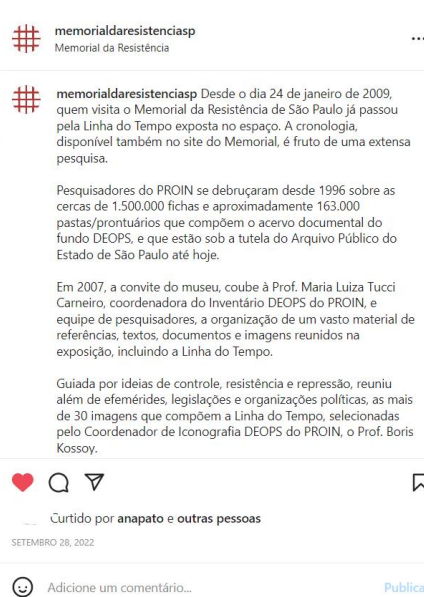 memorialdaresistenciasp
Memorial da Resistência
memorialdaresistenciasp Desde o dia 24 de janeiro de 2009,
quem visita o Memorial da Resistência de São Paulo já passou
pela Linha do Tempo exposta no espaço. A cronologia,
disponível também no site do Memorial, é fruto de uma extensa
pesquisa.
Pesquisadores do PROIN se debruçaram desde 1996 sobre as
cercas de 1.500.000 fichas e aproximadamente 163.000
pastas/prontuários que compõem o acervo documental do
fundo DEOPS, e que estão sob a tutela do Arquivo Público do
Estado de São Paulo até hoje.
Em 2007, a convite do museu, coube à Prof. Maria Luiza Tucci
Carneiro, coordenadora do Inventário DEOPS do PROIN, e
equipe de pesquisadores, a organização de um vasto material de
referências, textos, documentos e imagens reunidos na
exposição, incluindo a Linha do Tempo.
Guiada por ideias de controle, resistência e repressão, reuniu
além de efemérides, legislações e organizações políticas, as mais
de 30 imagens que compõem a Linha do Tempo, selecionadas
pelo Coordenador de Iconografia DEOPS do PROIN, o Prof. Boris
Kossoy.
Curtido por anapato e outras pessoas
SETEMBRO 28, 2022
Adicione um comentário... Publica